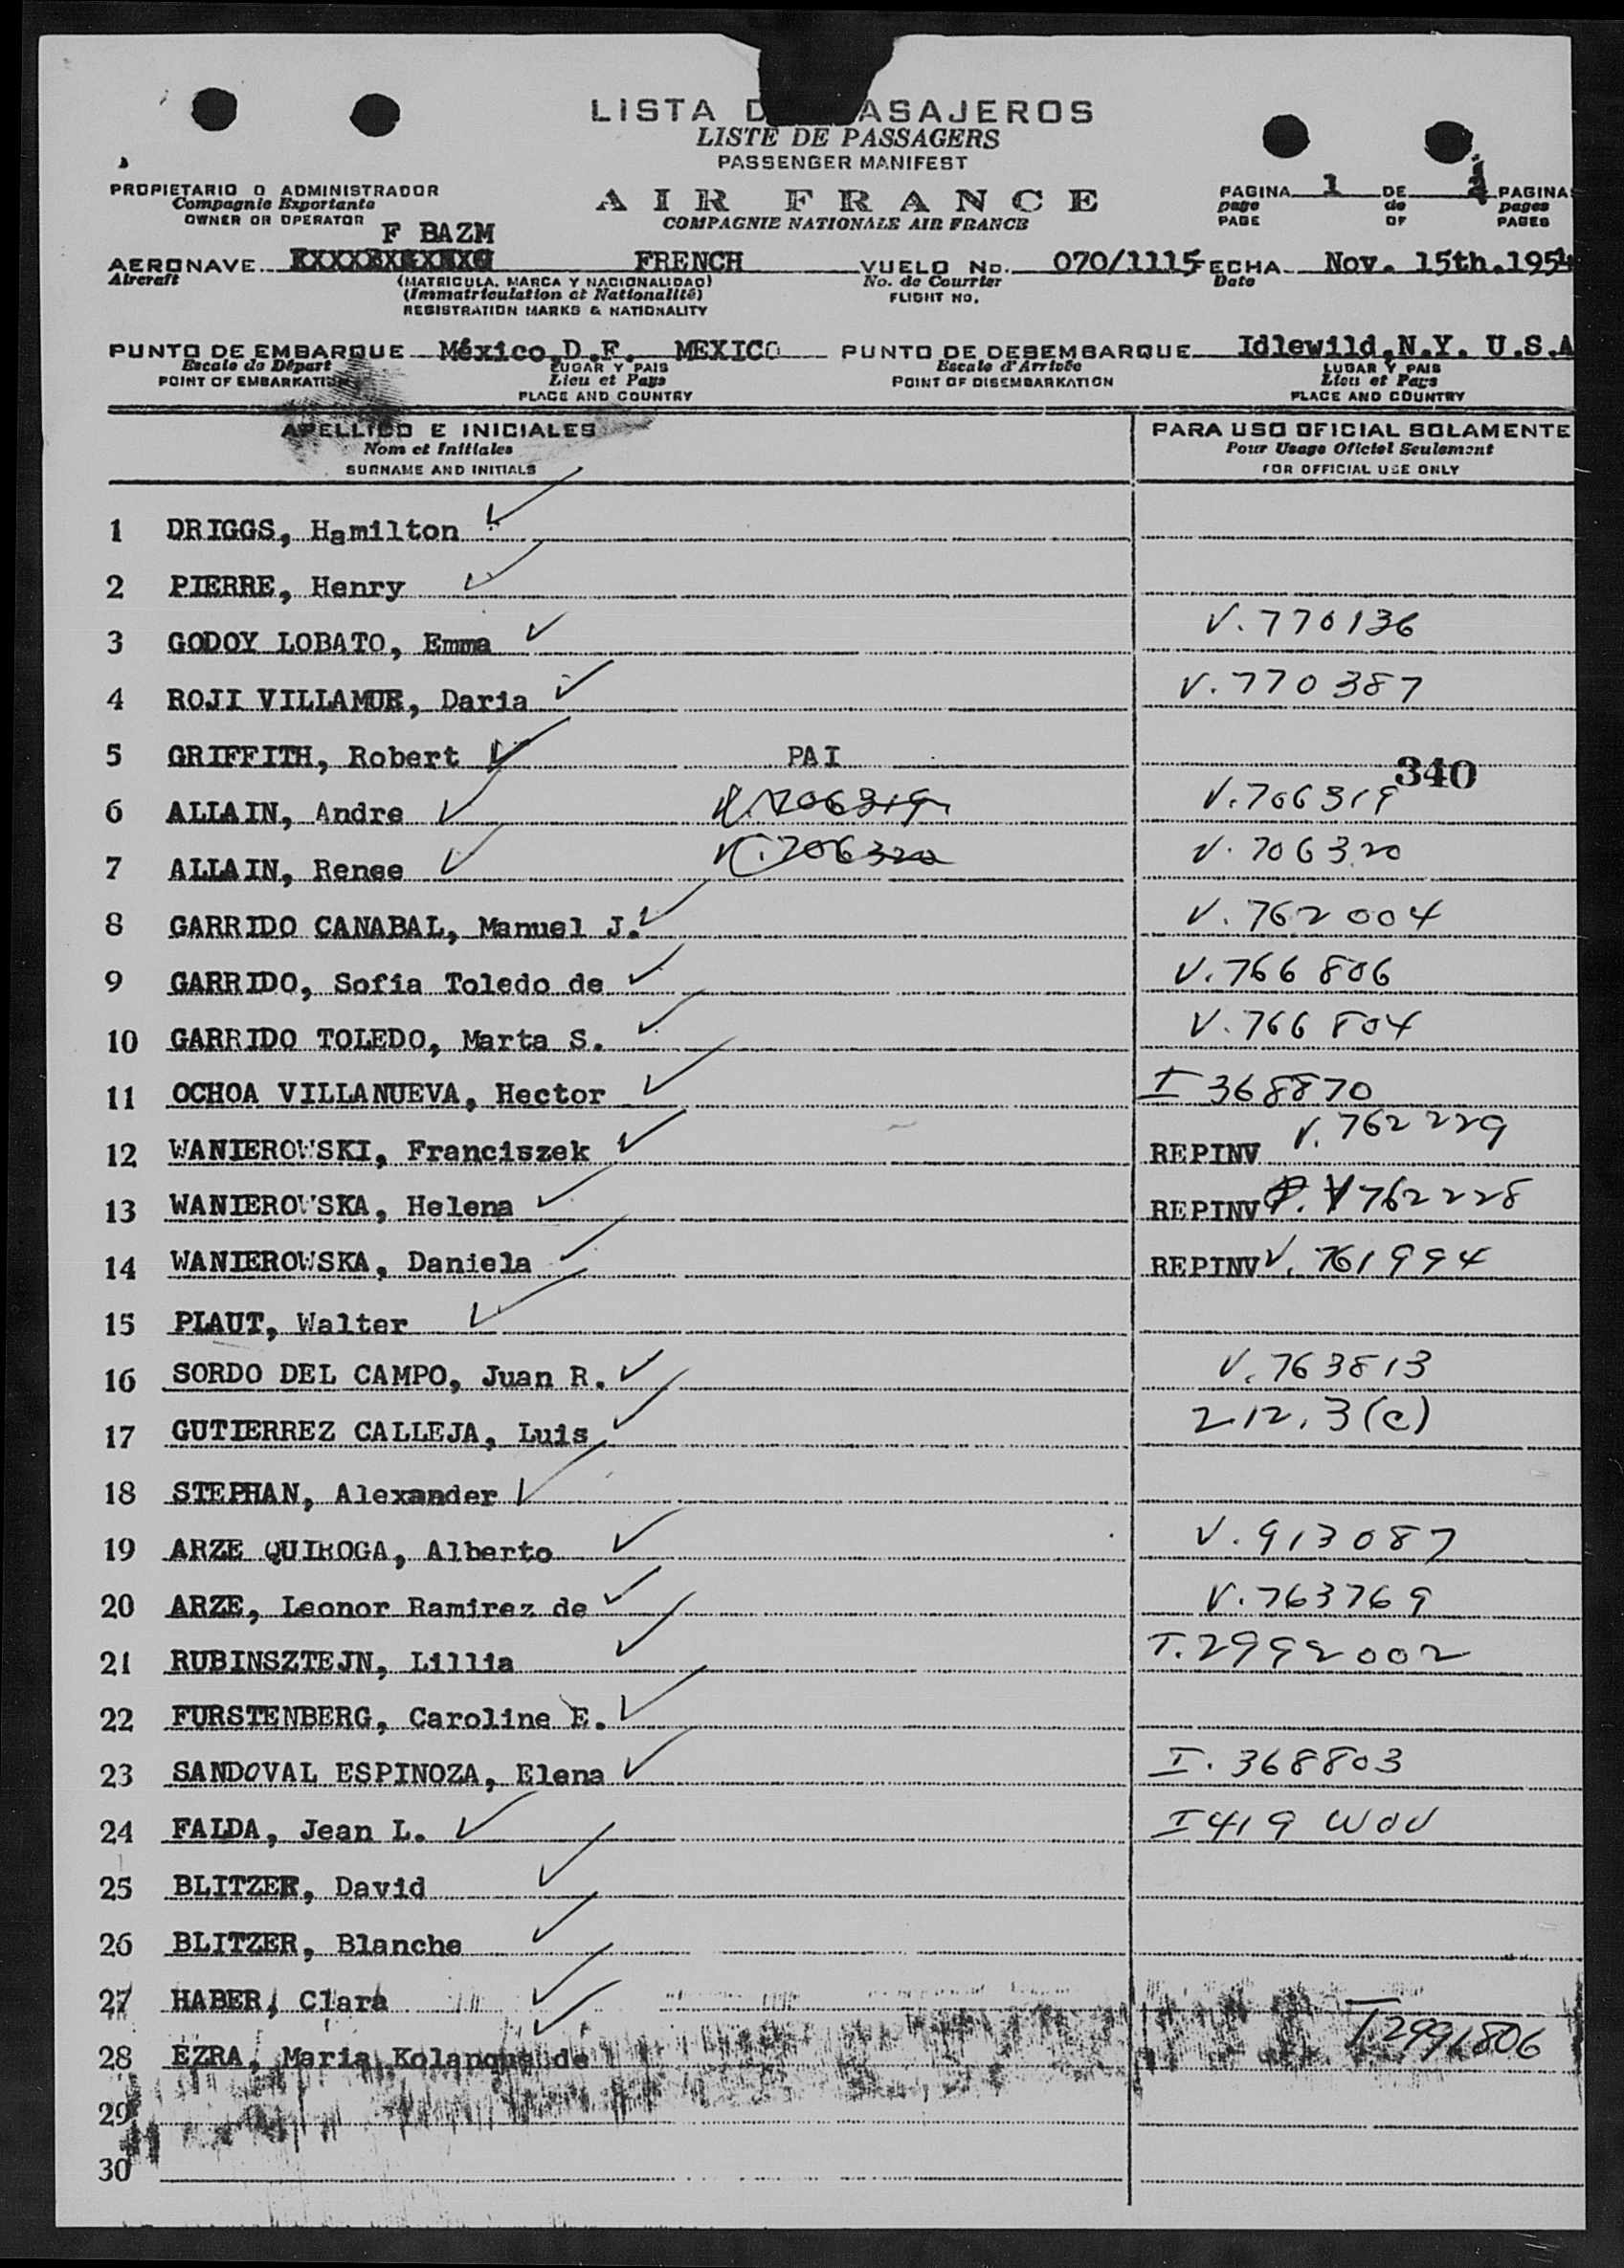 LISTA D ASAJEROS
LISTE DE PASSAGERS
PASSENGER MANIFEST
PROPIETARIO O ADMINISTRADOR
Compagnie Exportante
OWNER OR OPERATOR
AIR FRANCE
COMPAGNIE NATIONALE AIR FRANCE
PAGINA 1 DE PAGINAS
page de pages
PAGE OF PAGES
F BAZM
AERONAVE FRENCH VUELO No. 070/1115 FECHA Nov. 15th.1954
Aircraft (MATRICULA, MARCA Y NACIONALIDAD) No. de Courrier Date
(Immatriculation et Nationalité) FLIGHT NO.
REGISTRATION MARKS & NATIONALITY
PUNTO DE EMBARQUE México,D.F. MEXICO PUNTO DE DESEMBARQUE Idlewild,N.Y. U.S.A
Escale de Départ LUGAR Y PAIS Escale d'Arrivée LUGAR Y PAIS
POINT OF EMBARKATION Lieu et Pays POINT OF DISEMBARKATION Lieu et Pays
PLACE AND COUNTRY PLACE AND COUNTRY
APELLIDO E INICIALES PARA USO OFICIAL SOLAMENTE
Nom et Initiales Pour Usage Oficiel Seulement
SURNAME AND INITIALS FOR OFFICIAL USE ONLY
1 DRIGGS, Hamilton
2 PIERRE, Henry
3 GODOY LOBATO, Emma V.770136
4 ROJI VILLAMUR, Daria V.770387
5 GRIFFITH, Robert PAI
340
6 ALLAIN, Andre V.706319 V.706319
7 ALLAIN, Renee V.706320 V.706320
8 GARRIDO CANABAL, Manuel J. V.762004
9 GARRIDO, Sofia Toledo de V.766806
10 GARRIDO TOLEDO, Marta S. V.766804
11 OCHOA VILLANUEVA, Hector I 368870
12 WANIEROWSKI, Franciszek REPINV V.762229
13 WANIEROWSKA, Helena REPINV V762228
14 WANIEROWSKA, Daniela REPINV V.761994
15 PLAUT, Walter
16 SORDO DEL CAMPO, Juan R. V.763813
17 GUTIERREZ CALLEJA, Luis 212.3(c)
18 STEPHAN, Alexander
19 ARZE QUIROGA, Alberto V.913087
20 ARZE, Leonor Ramirez de V.763769
21 RUBINSZTEJN, Lillia T.2992002
22 FURSTENBERG, Caroline E.
23 SANDOVAL ESPINOZA, Elena I.368803
24 FALDA, Jean L. I419 WOV
25 BLITZER, David
26 BLITZER, Blanche
27 HABER, Clara
28 EZRA, Maria de T2991806
29
30